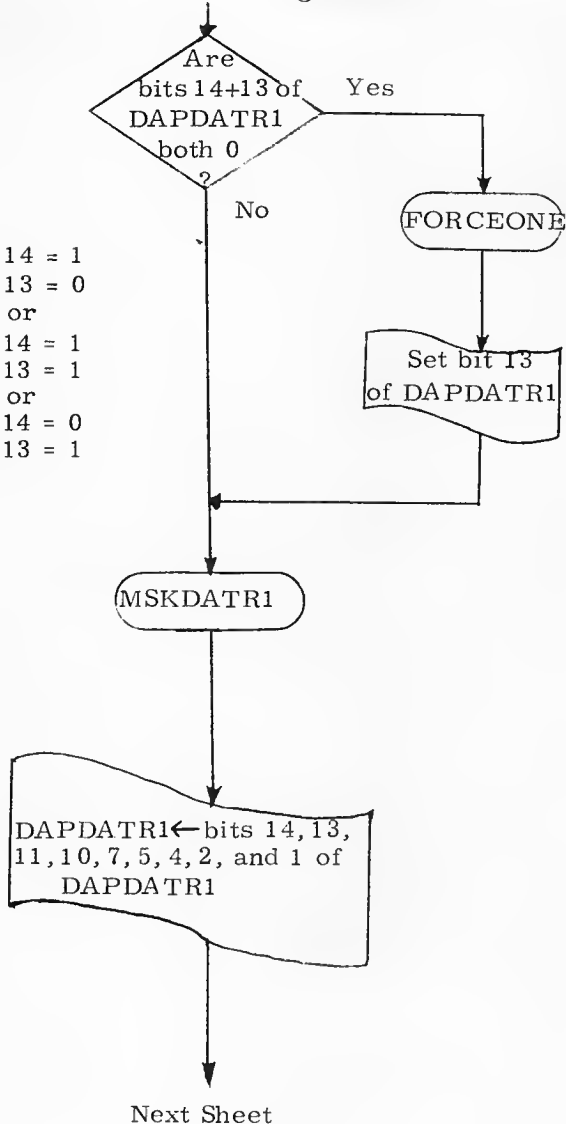 Are
bits 14+13 of
DAPDATR1
both 0
?
Yes
No
FORCEONE
Set bit 13
of DAPDATR1
14 = 1
13 = 0
or
14 = 1
13 = 1
or
14 = 0
13 = 1
MSKDATR1
DAPDATR1←bits 14, 13,
11, 10, 7, 5, 4, 2, and 1 of
DAPDATR1
Next Sheet